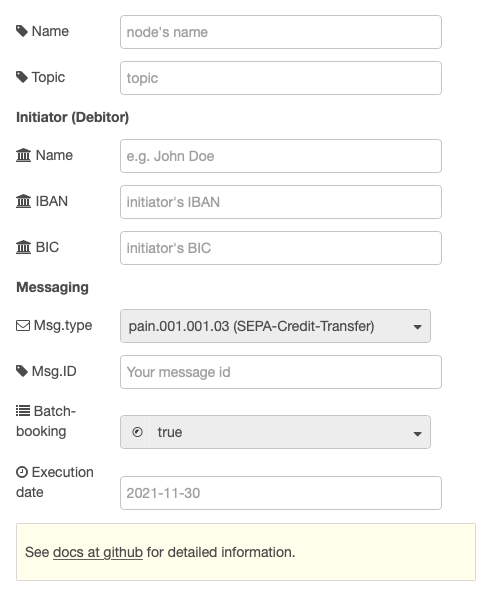 Name
node's name
Topic
topic
Initiator (Debitor)
Name
e.g. John Doe
IBAN
initiator's IBAN
BIC
initiator's BIC
Messaging
Msg.type
pain.001.001.03 (SEPA-Credit-Transfer)
Msg.ID
Your message id
Batch-
booking
true
Execution
date
2021-11-30
See docs at github for detailed information.